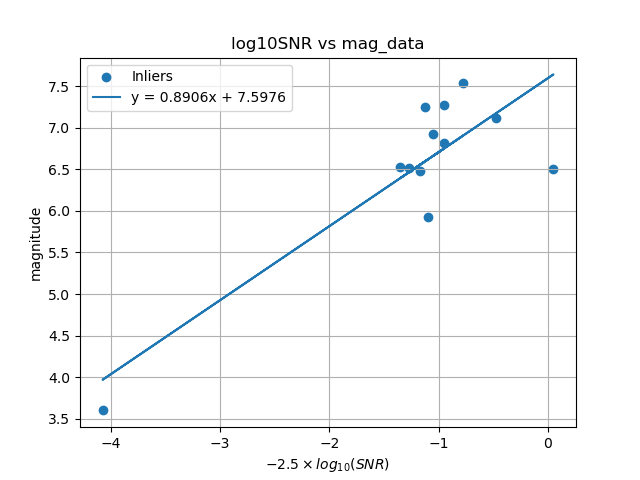 log10SNR vs mag_data
Inliers
y = 0.8906x + 7.5976
magnitude
7.5
7.0
6.5
6.0
5.5
5.0
4.5
4.0
3.5
−4 −3 −2 −1 0
−2.5 × log₁₀(SNR)